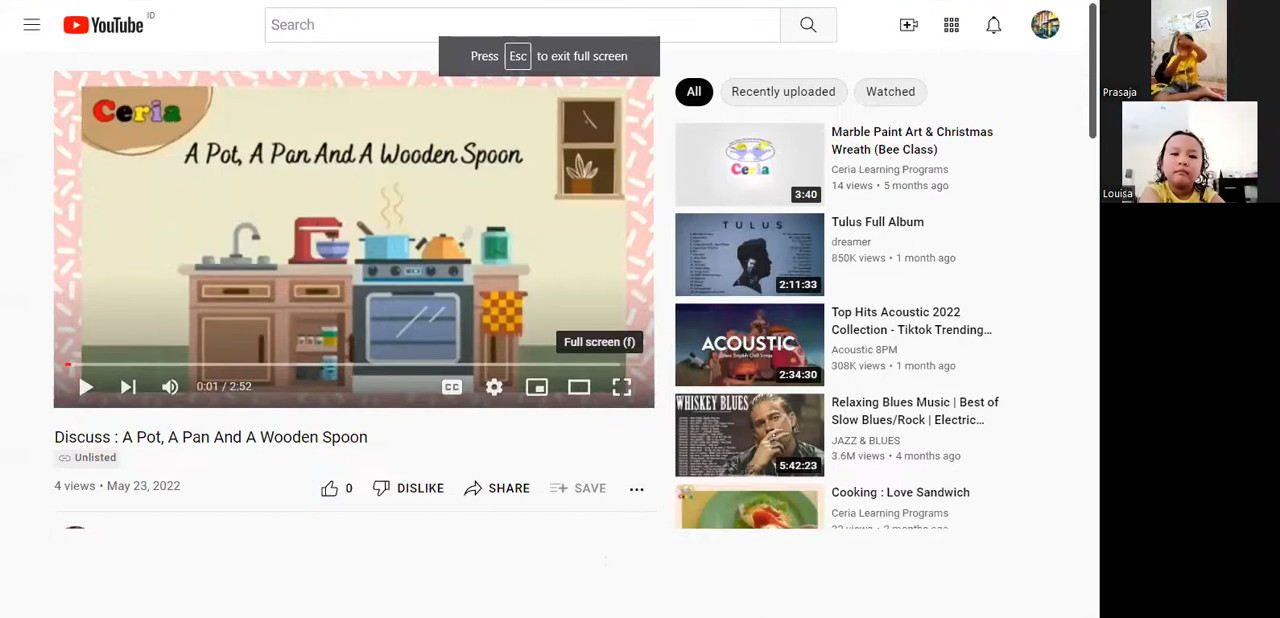 YouTube ID
Search
Press Esc to exit full screen
Ceria
A Pot, A Pan And A Wooden Spoon
Full screen (f)
0:01 / 2:52
CC
Discuss : A Pot, A Pan And A Wooden Spoon
Unlisted
4 views • May 23, 2022
0
DISLIKE
SHARE
SAVE
All
Recently uploaded
Watched
Ceria
3:40
Marble Paint Art & Christmas
Wreath (Bee Class)
Ceria Learning Programs
14 views • 5 months ago
TULUS
2:11:33
Tulus Full Album
dreamer
850K views • 1 month ago
ACOUSTIC
2:34:30
Top Hits Acoustic 2022
Collection - Tiktok Trending...
Acoustic 8PM
308K views • 1 month ago
WHISKEY BLUES
5:42:23
Relaxing Blues Music | Best of
Slow Blues/Rock | Electric...
JAZZ & BLUES
3.6M views • 4 months ago
Cooking : Love Sandwich
Ceria Learning Programs
Prasaja
Louisa